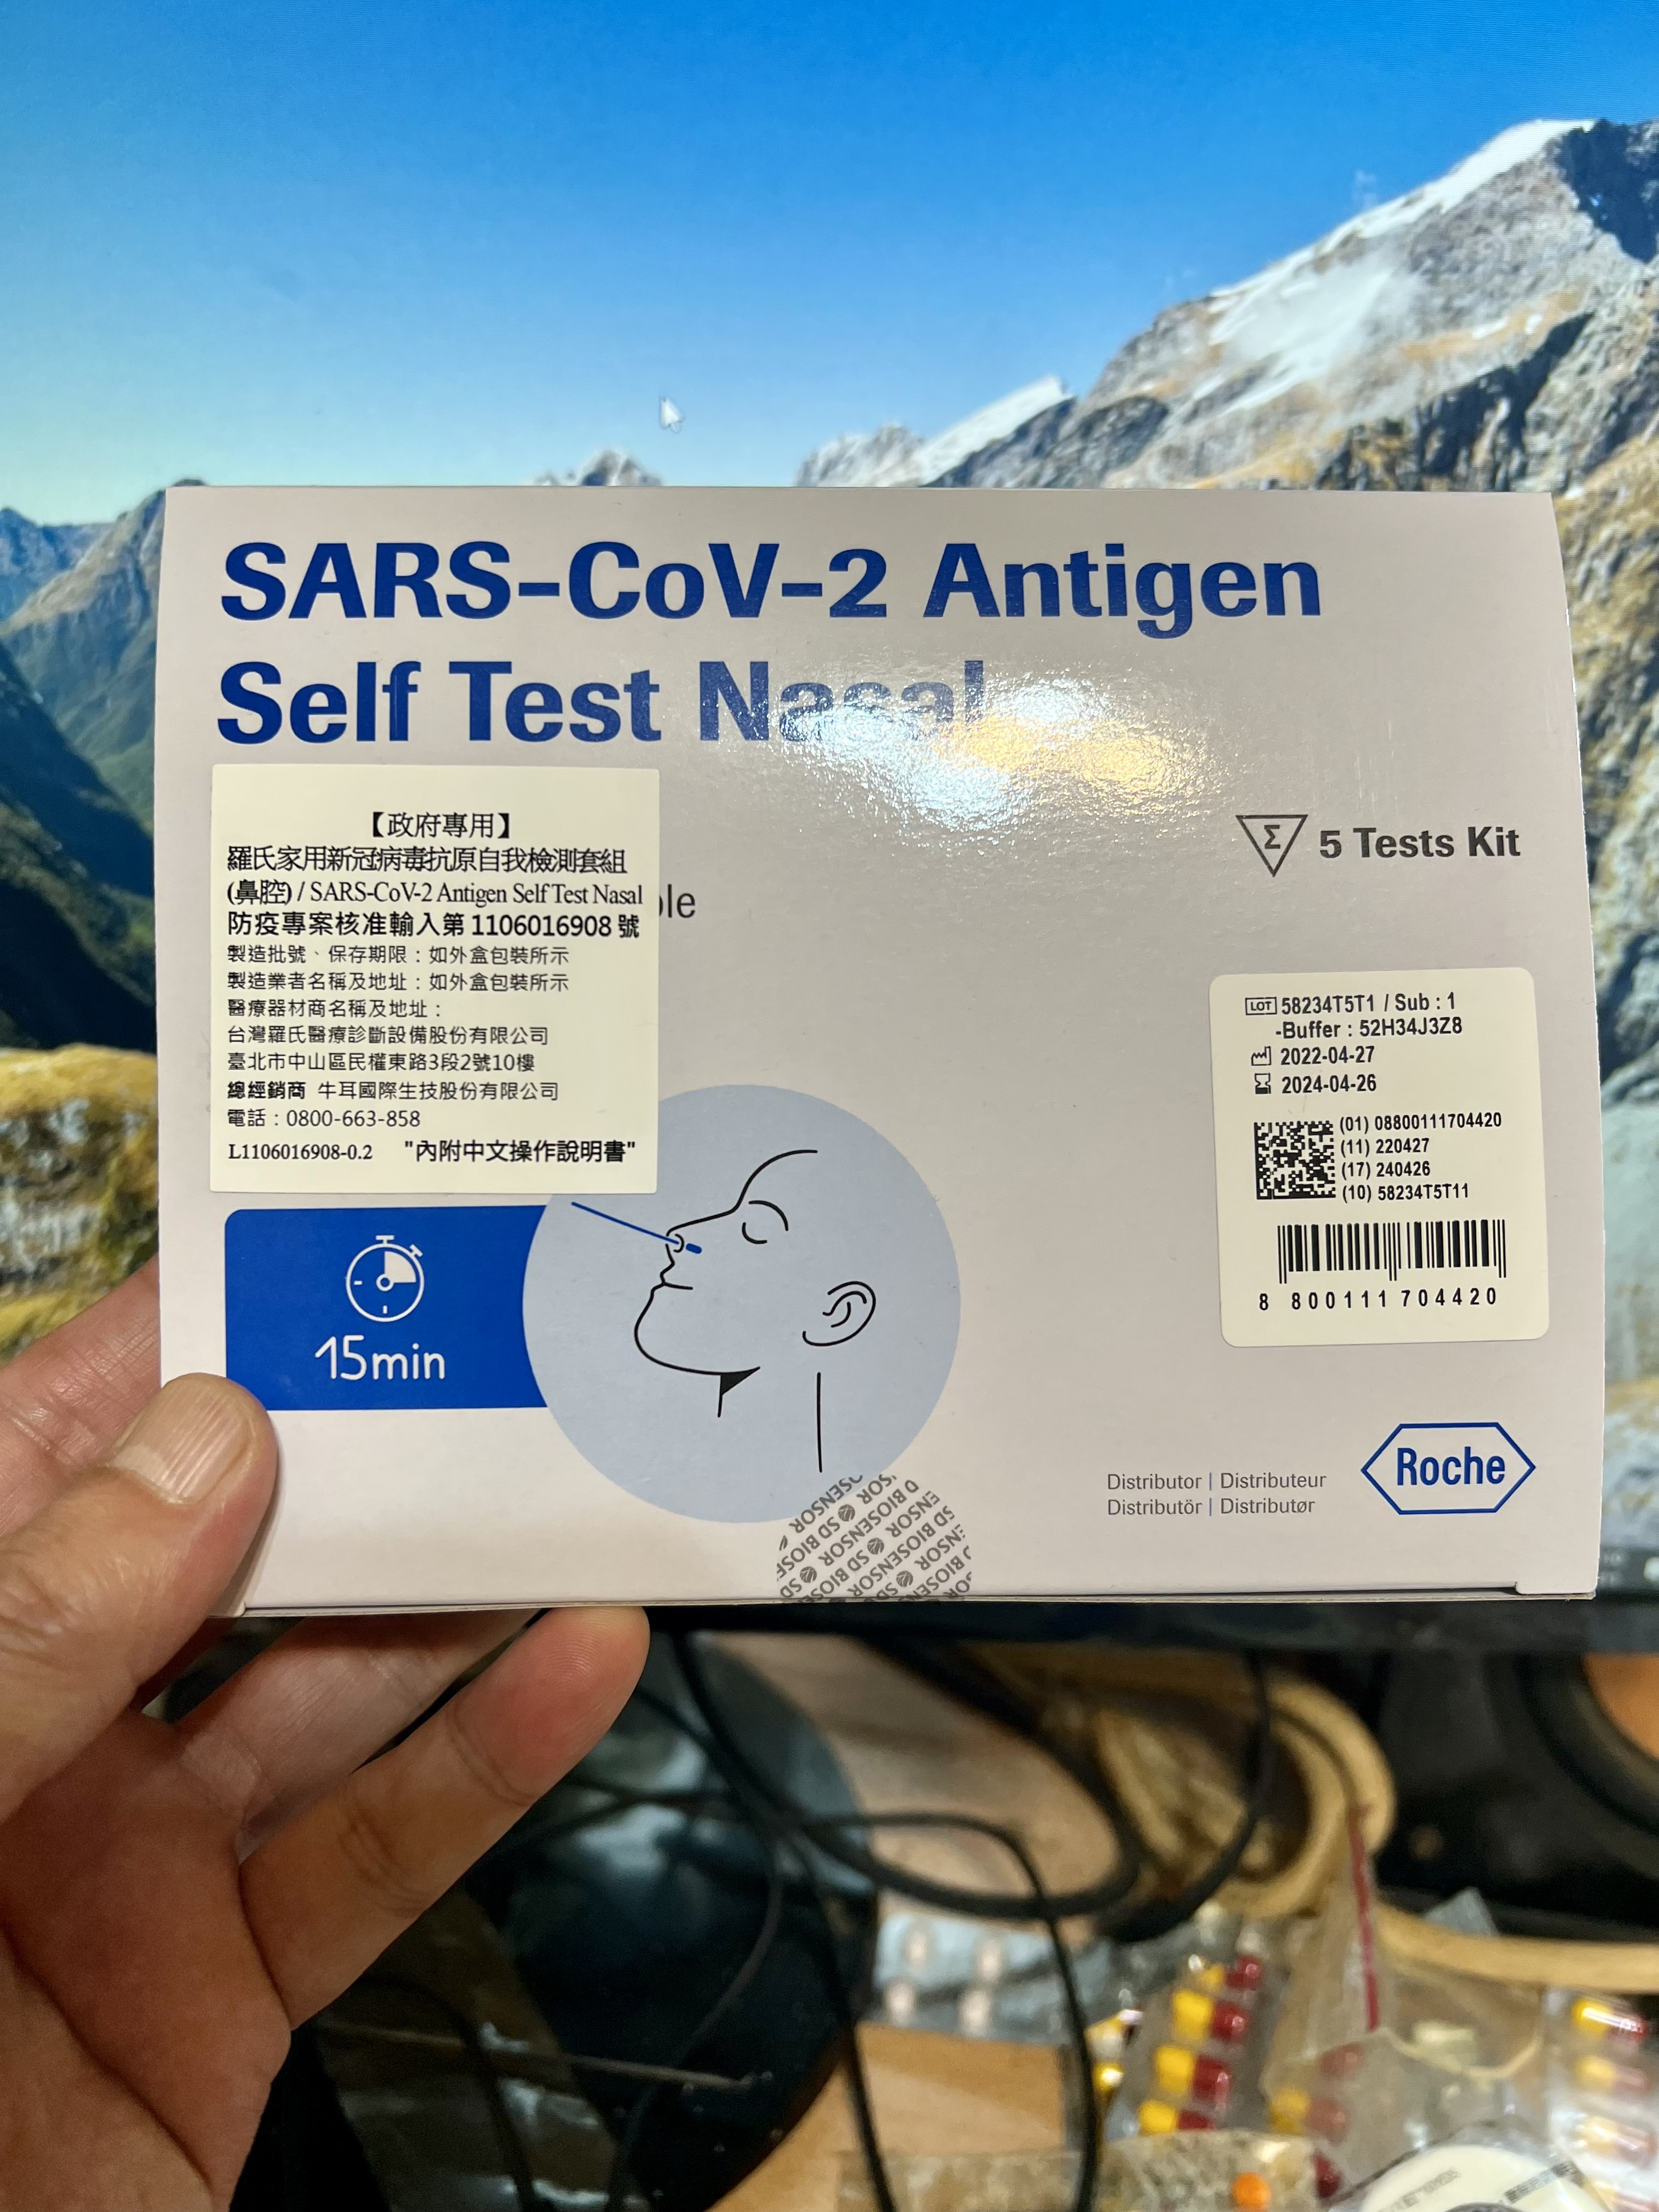 SARS-CoV-2 Antigen
Self Test Nasal
【政府專用】
羅氏家用新冠病毒抗原自我檢測套組
(鼻腔) / SARS-CoV-2 Antigen Self Test Nasal
防疫專案核准輸入第 1106016908 號
製造批號、保存期限：如外盒包裝所示
製造業者名稱及地址：如外盒包裝所示
醫療器材商名稱及地址：
台灣羅氏醫療診斷設備股份有限公司
臺北市中山區民權東路3段2號10樓
總經銷商 牛耳國際生技股份有限公司
電話：0800-663-858
L1106016908-0.2 "內附中文操作說明書"
Σ 5 Tests Kit
LOT 58234T5T1 / Sub : 1
-Buffer : 52H34J3Z8
2022-04-27
2024-04-26
(01) 08800111704420
(11) 220427
(17) 240426
(10) 58234T5T11
8 800111 704420
15min
Distributor | Distributeur
Distributör | Distributør
Roche
SD BIOSENSOR